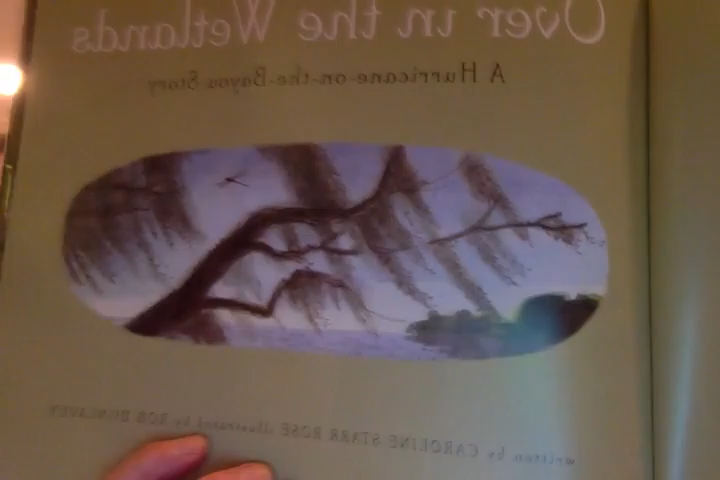 Over in the Wetlands
A Hurricane-on-the-Bayou Story
written by CAROLINE STARR ROSE illustrated by ROB DUNLAVEY